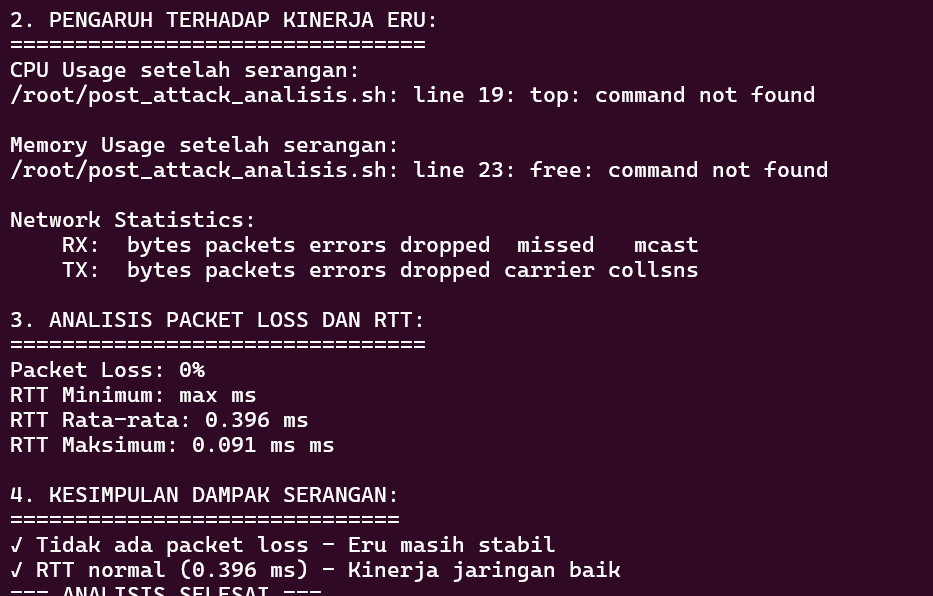 2. PENGARUH TERHADAP KINERJA ERU:
================================
CPU Usage setelah serangan:
/root/post_attack_analisis.sh: line 19: top: command not found
Memory Usage setelah serangan:
/root/post_attack_analisis.sh: line 23: free: command not found
Network Statistics:
    RX:  bytes packets errors dropped  missed   mcast
    TX:  bytes packets errors dropped carrier collsns
3. ANALISIS PACKET LOSS DAN RTT:
================================
Packet Loss: 0%
RTT Minimum: max ms
RTT Rata-rata: 0.396 ms
RTT Maksimum: 0.091 ms ms
4. KESIMPULAN DAMPAK SERANGAN:
==============================
√ Tidak ada packet loss - Eru masih stabil
√ RTT normal (0.396 ms) - Kinerja jaringan baik
=== ANALISIS SELESAI ===